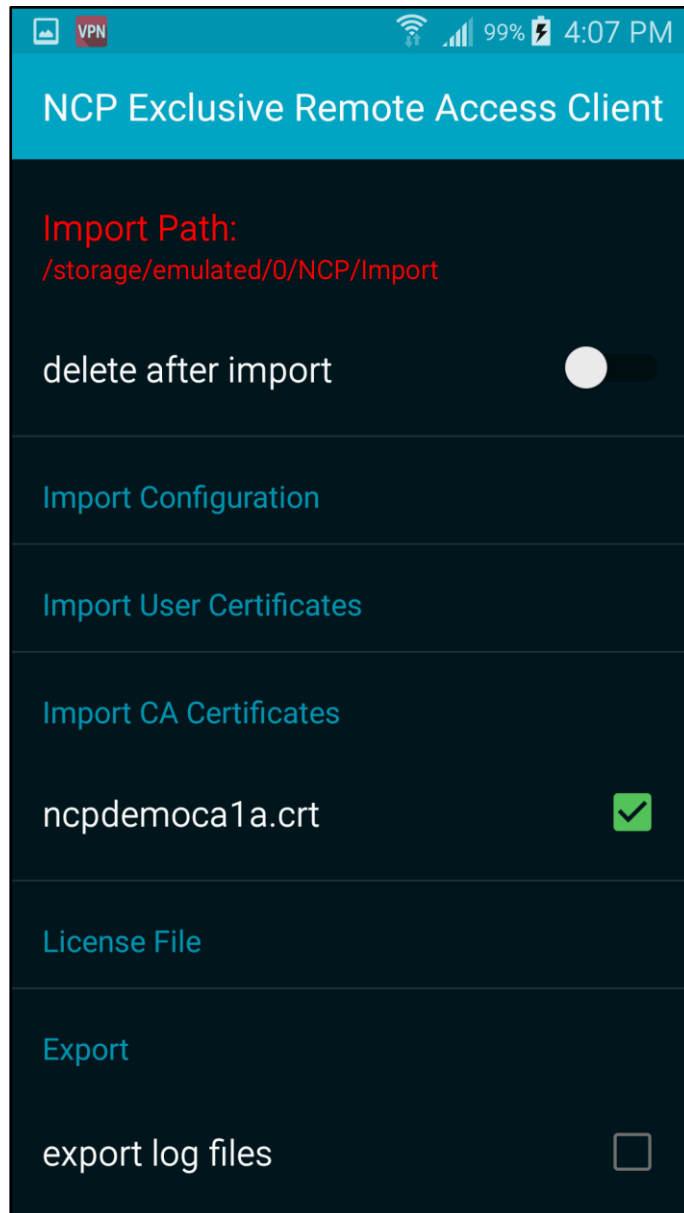 VPN 99% 4:07 PM
NCP Exclusive Remote Access Client
Import Path:
/storage/emulated/0/NCP/Import
delete after import
Import Configuration
Import User Certificates
Import CA Certificates
ncpdemoca1a.crt
License File
Export
export log files